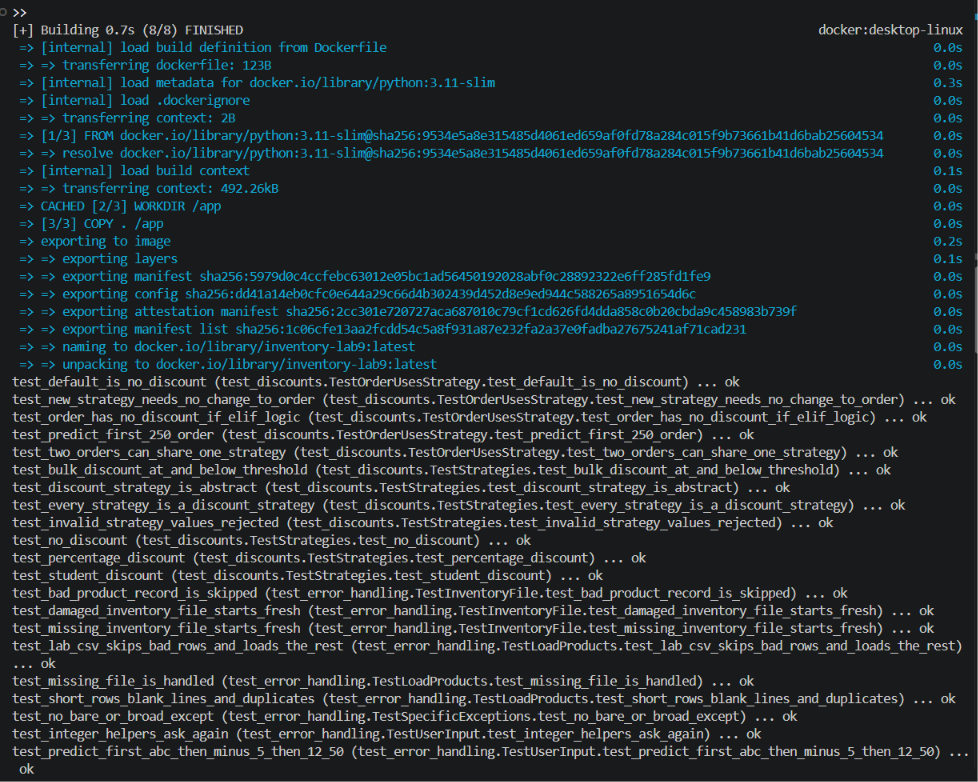 >>
[+] Building 0.7s (8/8) FINISHED docker:desktop-linux
=> [internal] load build definition from Dockerfile 0.0s
=> => transferring dockerfile: 123B 0.0s
=> [internal] load metadata for docker.io/library/python:3.11-slim 0.3s
=> [internal] load .dockerignore 0.0s
=> => transferring context: 2B 0.0s
=> [1/3] FROM docker.io/library/python:3.11-slim@sha256:9534e5a8e315485d4061ed659af0fd78a284c015f9b73661b41d6bab25604534 0.0s
=> => resolve docker.io/library/python:3.11-slim@sha256:9534e5a8e315485d4061ed659af0fd78a284c015f9b73661b41d6bab25604534 0.0s
=> [internal] load build context 0.1s
=> => transferring context: 492.26kB 0.0s
=> CACHED [2/3] WORKDIR /app 0.0s
=> [3/3] COPY . /app 0.0s
=> exporting to image 0.2s
=> => exporting layers 0.1s
=> => exporting manifest sha256:5979d0c4ccfebc63012e05bc1ad56450192028abf0c28892322e6ff285fd1fe9 0.0s
=> => exporting config sha256:dd41a14eb0cfc0e644a29c66d4b302439d452d8e9ed944c588265a8951654d6c 0.0s
=> => exporting attestation manifest sha256:2cc301e720727aca687010c79cf1cd626fd4dda858c0b20cbda9c458983b739f 0.0s
=> => exporting manifest list sha256:1c06cfe13aa2fcdd54c5a8f931a87e232fa2a37e0fadba27675241af71cad231 0.0s
=> => naming to docker.io/library/inventory-lab9:latest 0.0s
=> => unpacking to docker.io/library/inventory-lab9:latest 0.0s
test_default_is_no_discount (test_discounts.TestOrderUsesStrategy.test_default_is_no_discount) ... ok
test_new_strategy_needs_no_change_to_order (test_discounts.TestOrderUsesStrategy.test_new_strategy_needs_no_change_to_order) ... ok
test_order_has_no_discount_if_elif_logic (test_discounts.TestOrderUsesStrategy.test_order_has_no_discount_if_elif_logic) ... ok
test_predict_first_250_order (test_discounts.TestOrderUsesStrategy.test_predict_first_250_order) ... ok
test_two_orders_can_share_one_strategy (test_discounts.TestOrderUsesStrategy.test_two_orders_can_share_one_strategy) ... ok
test_bulk_discount_at_and_below_threshold (test_discounts.TestStrategies.test_bulk_discount_at_and_below_threshold) ... ok
test_discount_strategy_is_abstract (test_discounts.TestStrategies.test_discount_strategy_is_abstract) ... ok
test_every_strategy_is_a_discount_strategy (test_discounts.TestStrategies.test_every_strategy_is_a_discount_strategy) ... ok
test_invalid_strategy_values_rejected (test_discounts.TestStrategies.test_invalid_strategy_values_rejected) ... ok
test_no_discount (test_discounts.TestStrategies.test_no_discount) ... ok
test_percentage_discount (test_discounts.TestStrategies.test_percentage_discount) ... ok
test_student_discount (test_discounts.TestStrategies.test_student_discount) ... ok
test_bad_product_record_is_skipped (test_error_handling.TestInventoryFile.test_bad_product_record_is_skipped) ... ok
test_damaged_inventory_file_starts_fresh (test_error_handling.TestInventoryFile.test_damaged_inventory_file_starts_fresh) ... ok
test_missing_inventory_file_starts_fresh (test_error_handling.TestInventoryFile.test_missing_inventory_file_starts_fresh) ... ok
test_lab_csv_skips_bad_rows_and_loads_the_rest (test_error_handling.TestLoadProducts.test_lab_csv_skips_bad_rows_and_loads_the_rest)
... ok
test_missing_file_is_handled (test_error_handling.TestLoadProducts.test_missing_file_is_handled) ... ok
test_short_rows_blank_lines_and_duplicates (test_error_handling.TestLoadProducts.test_short_rows_blank_lines_and_duplicates) ... ok
test_no_bare_or_broad_except (test_error_handling.TestSpecificExceptions.test_no_bare_or_broad_except) ... ok
test_integer_helpers_ask_again (test_error_handling.TestUserInput.test_integer_helpers_ask_again) ... ok
test_predict_first_abc_then_minus_5_then_12_50 (test_error_handling.TestUserInput.test_predict_first_abc_then_minus_5_then_12_50) ...
ok